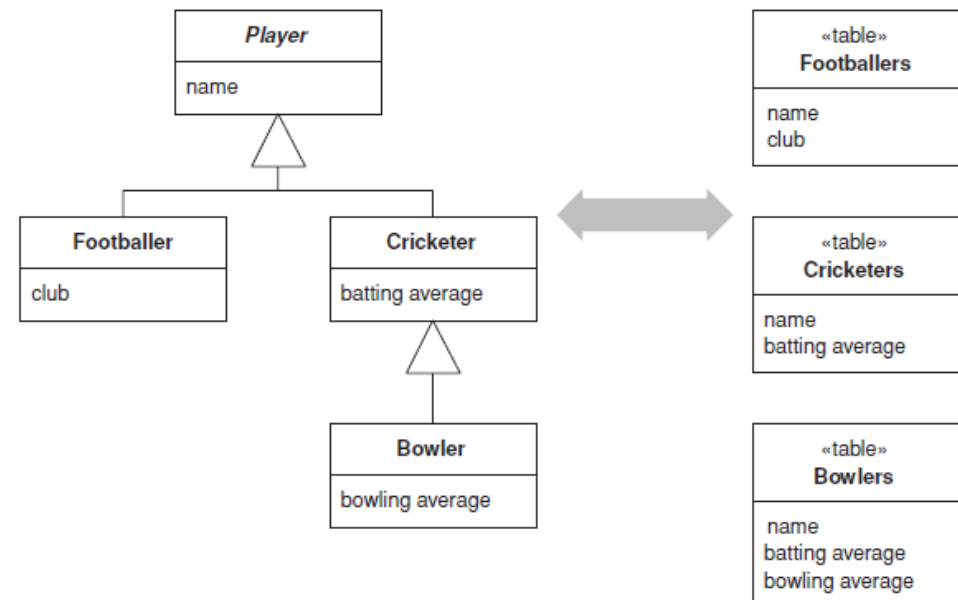 Player
name
Footballer
club
Cricketer
batting average
Bowler
bowling average
«table»
Footballers
name
club
«table»
Cricketers
name
batting average
«table»
Bowlers
name
batting average
bowling average